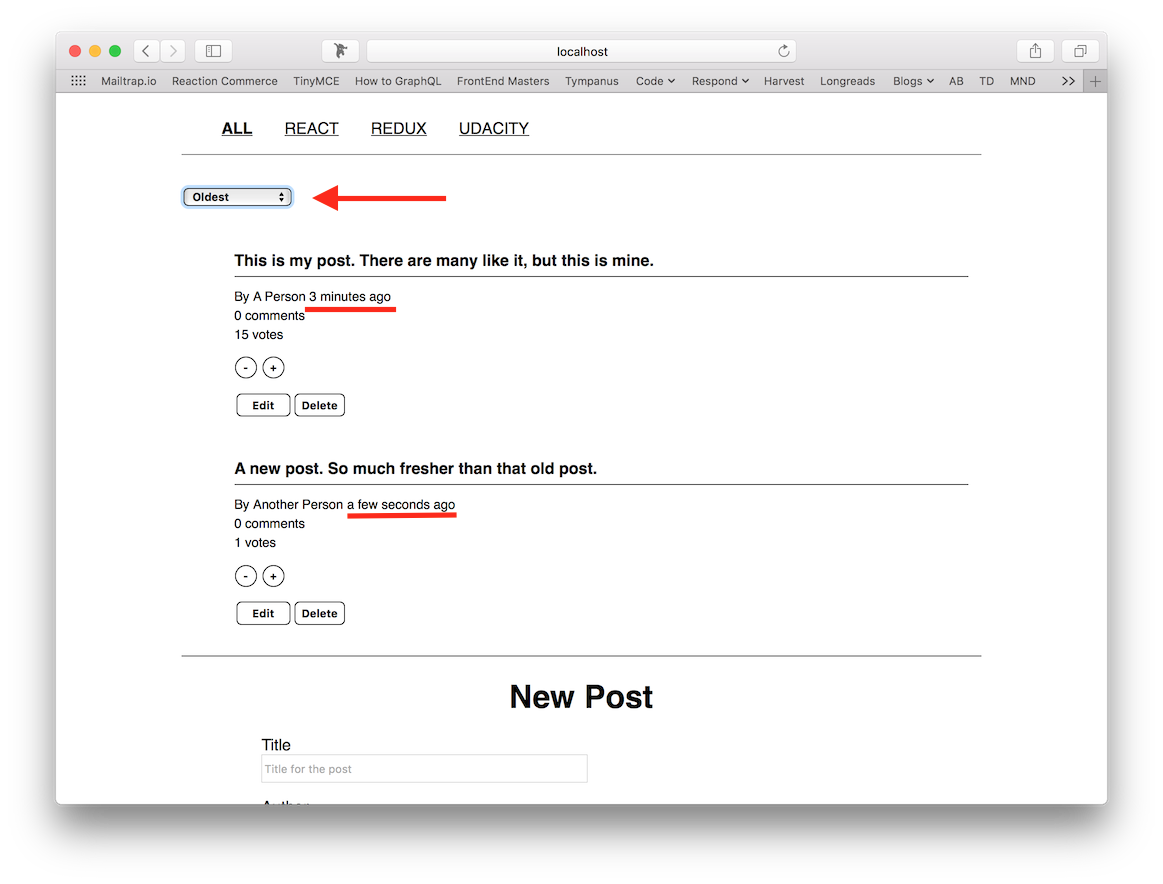 localhost
Mailtrap.io Reaction Commerce TinyMCE How to GraphQL FrontEnd Masters Tympanus Code Respond Harvest Longreads Blogs AB TD MND
ALL REACT REDUX UDACITY
Oldest
This is my post. There are many like it, but this is mine.
By A Person 3 minutes ago
0 comments
15 votes
- +
Edit Delete
A new post. So much fresher than that old post.
By Another Person a few seconds ago
0 comments
1 votes
- +
Edit Delete
New Post
Title
Title for the post